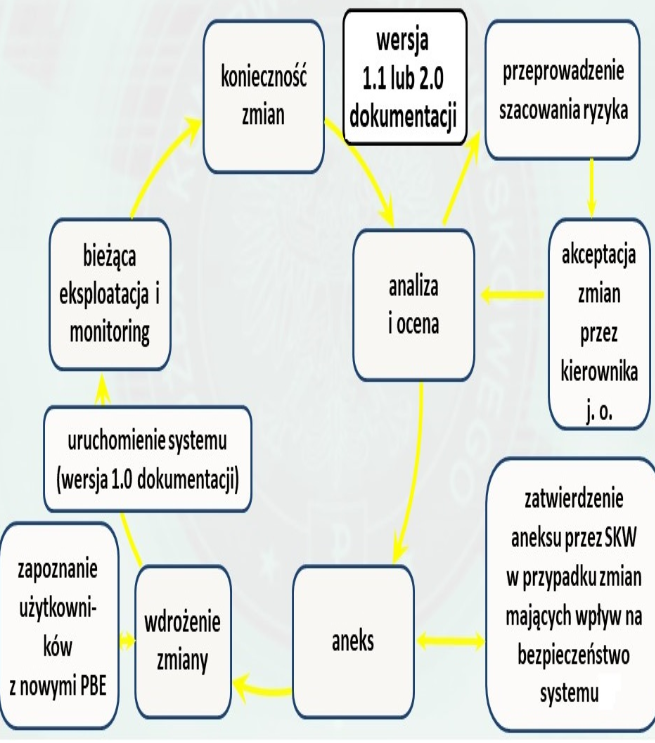 konieczność
zmian
wersja
1.1 lub 2.0
dokumentacji
przeprowadzenie
szacowania ryzyka
bieżąca
eksploatacja i
monitoring
analiza
i ocena
akceptacja
zmian
przez
kierownika
j. o.
uruchomienie systemu
(wersja 1.0 dokumentacji)
zapoznanie
użytkowni-
ków
z nowymi PBE
wdrożenie
zmiany
aneks
zatwierdzenie
aneksu przez SKW
w przypadku zmian
mających wpływ na
bezpieczeństwo
systemu